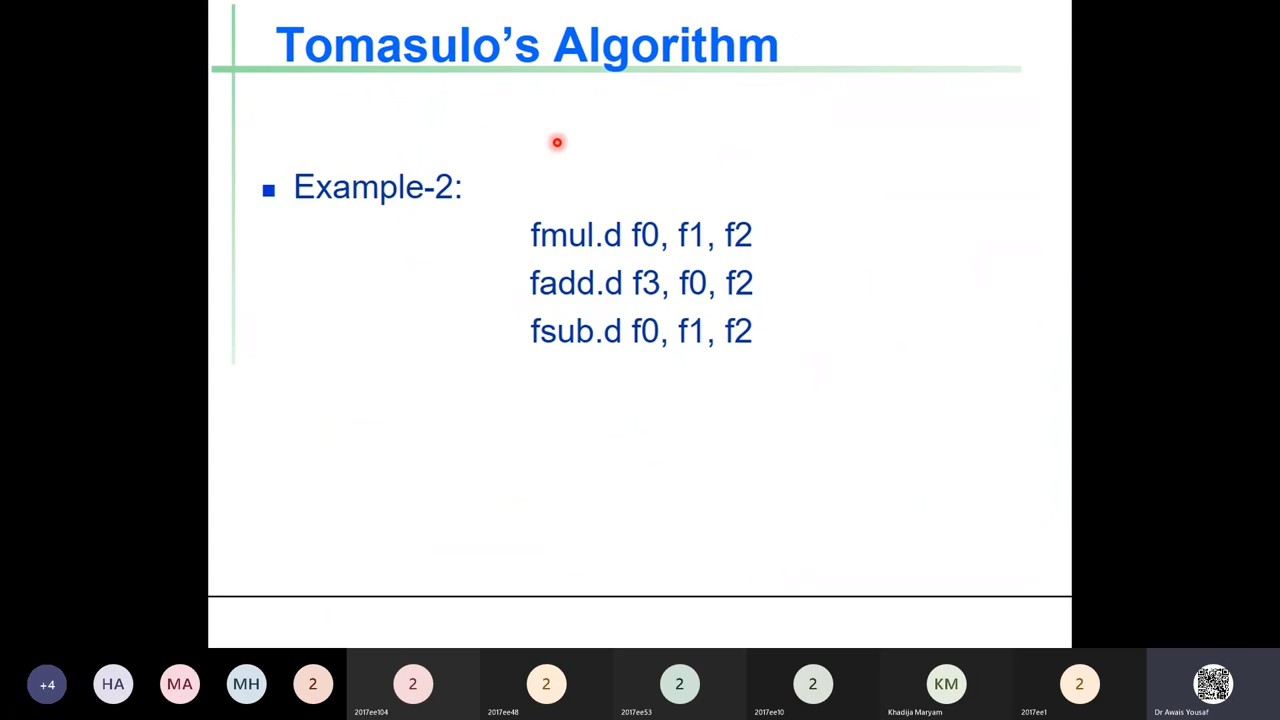 Tomasulo’s Algorithm
Example-2:
fmul.d f0, f1, f2
fadd.d f3, f0, f2
fsub.d f0, f1, f2
+4
HA
MA
MH
2
2
2
2
2
KM
2
2017ee104
2017ee48
2017ee53
2017ee10
Khadija Maryam
2017ee1
Dr Awais Yousaf